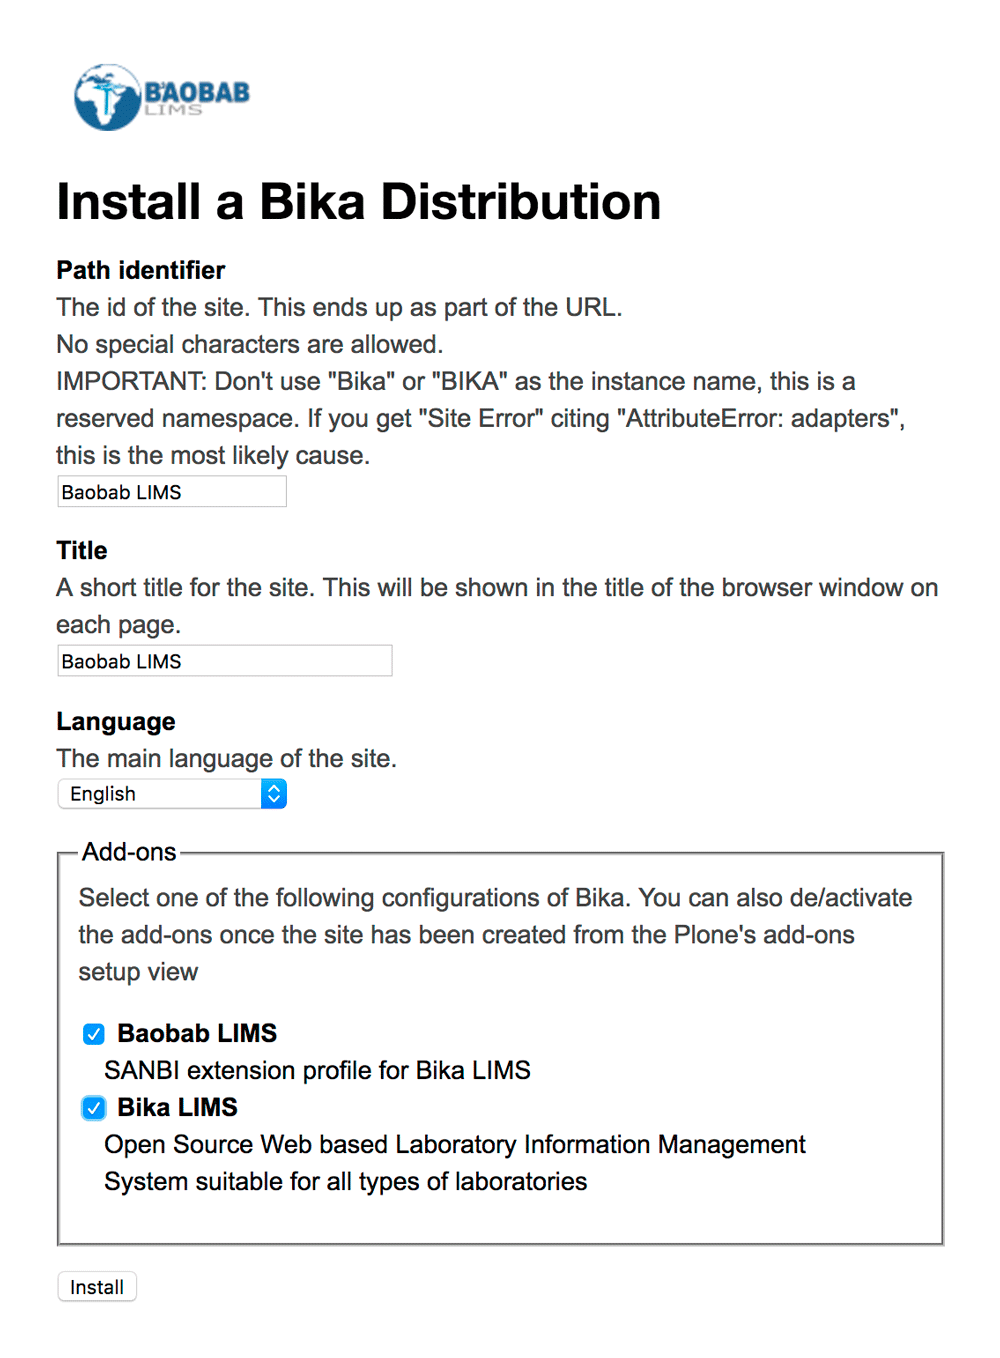 BAOBAB
LIMS
Install a Bika Distribution
Path identifier
The id of the site. This ends up as part of the URL.
No special characters are allowed.
IMPORTANT: Don't use "Bika" or "BIKA" as the instance name, this is a
reserved namespace. If you get "Site Error" citing "AttributeError: adapters",
this is the most likely cause.
Baobab LIMS
Title
A short title for the site. This will be shown in the title of the browser window on
each page.
Baobab LIMS
Language
The main language of the site.
English
Add-ons
Select one of the following configurations of Bika. You can also de/activate
the add-ons once the site has been created from the Plone's add-ons
setup view
Baobab LIMS
SANBI extension profile for Bika LIMS
Bika LIMS
Open Source Web based Laboratory Information Management
System suitable for all types of laboratories
Install